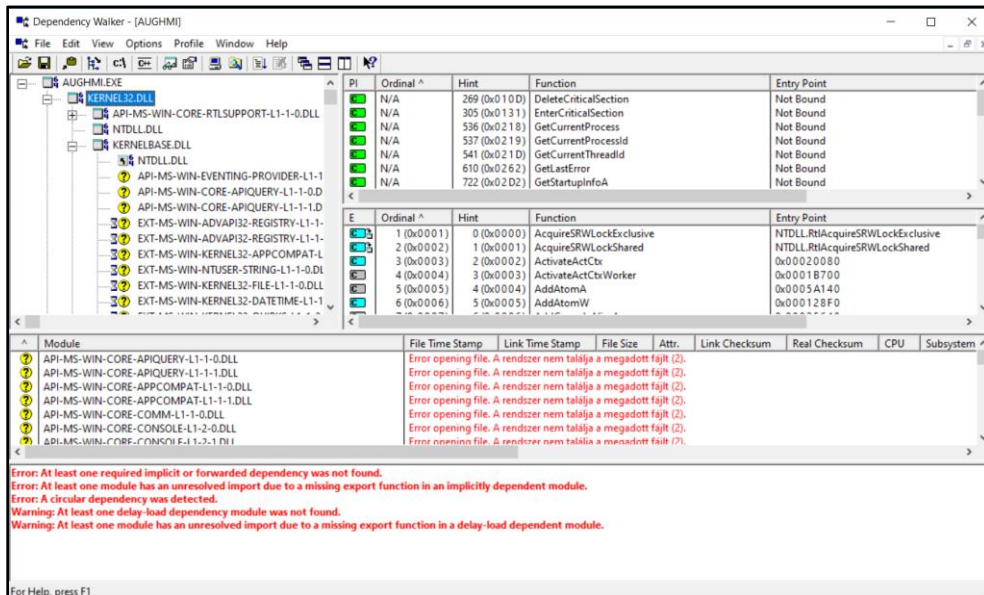 Dependency Walker - [AUGHMI]
File Edit View Options Profile Window Help
AUGHMI.EXE
KERNEL32.DLL
API-MS-WIN-CORE-RTLSUPPORT-L1-1-0.DLL
NTDLL.DLL
KERNELBASE.DLL
NTDLL.DLL
API-MS-WIN-EVENTING-PROVIDER-L1-1
API-MS-WIN-CORE-APIQUERY-L1-1-0.D
API-MS-WIN-CORE-APIQUERY-L1-1-1.D
EXT-MS-WIN-ADVAPI32-REGISTRY-L1-1-
EXT-MS-WIN-ADVAPI32-REGISTRY-L1-1-
EXT-MS-WIN-KERNEL32-APPCOMPAT-L
EXT-MS-WIN-NTUSER-STRING-L1-1-0.DL
EXT-MS-WIN-KERNEL32-FILE-L1-1-0.DLL
EXT-MS-WIN-KERNEL32-DATETIME-L1-1
PI Ordinal ^ Hint Function Entry Point
N/A 269 (0x010D) DeleteCriticalSection Not Bound
N/A 305 (0x0131) EnterCriticalSection Not Bound
N/A 536 (0x0218) GetCurrentProcess Not Bound
N/A 537 (0x0219) GetCurrentProcessId Not Bound
N/A 541 (0x021D) GetCurrentThreadId Not Bound
N/A 610 (0x0262) GetLastError Not Bound
N/A 722 (0x02D2) GetStartupInfoA Not Bound
E Ordinal ^ Hint Function Entry Point
1 (0x0001) 0 (0x0000) AcquireSRWLockExclusive NTDLL.RtlAcquireSRWLockExclusive
2 (0x0002) 1 (0x0001) AcquireSRWLockShared NTDLL.RtlAcquireSRWLockShared
3 (0x0003) 2 (0x0002) ActivateActCtx 0x00020080
4 (0x0004) 3 (0x0003) ActivateActCtxWorker 0x0001B700
5 (0x0005) 4 (0x0004) AddAtomA 0x0005A140
6 (0x0006) 5 (0x0005) AddAtomW 0x000128F0
^ Module File Time Stamp Link Time Stamp File Size Attr. Link Checksum Real Checksum CPU Subsystem
API-MS-WIN-CORE-APIQUERY-L1-1-0.DLL Error opening file. A rendszer nem találja a megadott fájlt (2).
API-MS-WIN-CORE-APIQUERY-L1-1-1.DLL Error opening file. A rendszer nem találja a megadott fájlt (2).
API-MS-WIN-CORE-APPCOMPAT-L1-1-0.DLL Error opening file. A rendszer nem találja a megadott fájlt (2).
API-MS-WIN-CORE-APPCOMPAT-L1-1-1.DLL Error opening file. A rendszer nem találja a megadott fájlt (2).
API-MS-WIN-CORE-COMM-L1-1-0.DLL Error opening file. A rendszer nem találja a megadott fájlt (2).
API-MS-WIN-CORE-CONSOLE-L1-2-0.DLL Error opening file. A rendszer nem találja a megadott fájlt (2).
API-MS-WIN-CORE-CONSOLE-L1-2-1.DLL Error opening file. A rendszer nem találja a megadott fájlt (2).
Error: At least one required implicit or forwarded dependency was not found.
Error: At least one module has an unresolved import due to a missing export function in an implicitly dependent module.
Error: A circular dependency was detected.
Warning: At least one delay-load dependency module was not found.
Warning: At least one module has an unresolved import due to a missing export function in a delay-load dependent module.
For Help, press F1